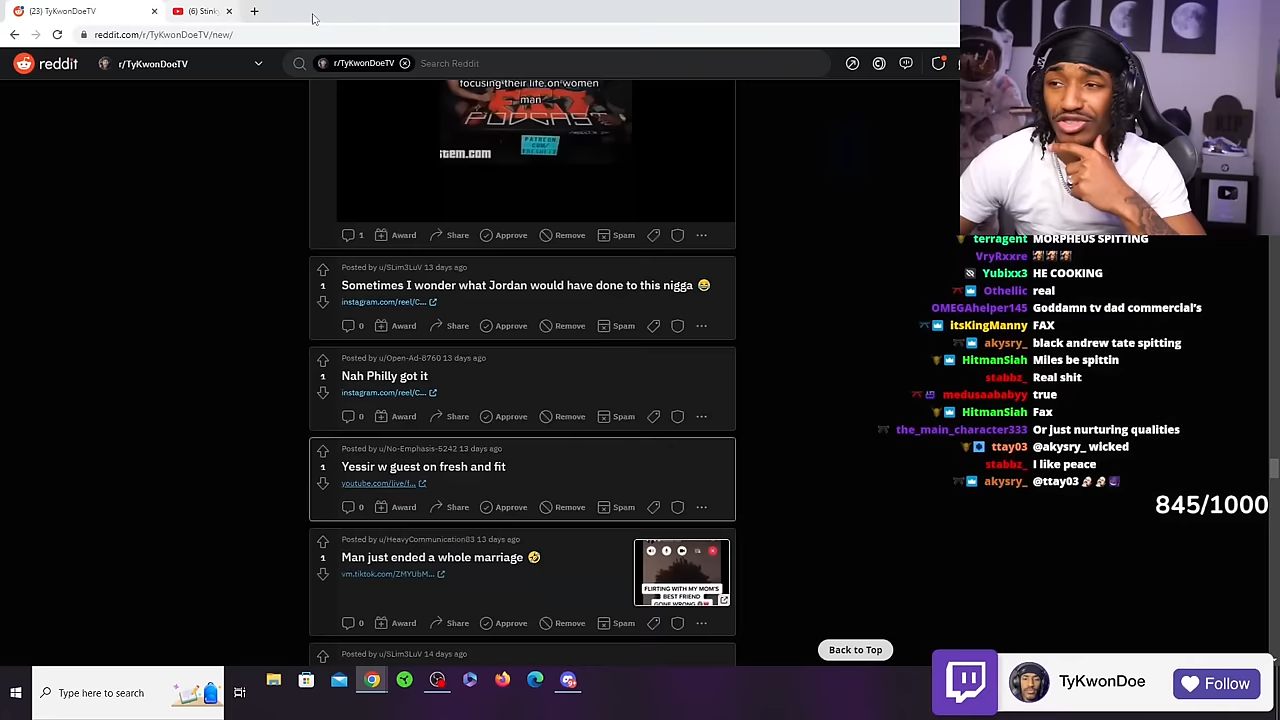 (23) TyKwonDoeTV
(6) Stink
reddit.com/r/TyKwonDoeTV/new/
reddit
r/TyKwonDoeTV
r/TyKwonDoeTV
Search Reddit
focusing their life on women
man
PODCAST
PATREON.
item.com
1 Award Share Approve Remove Spam
Posted by u/SLim3LuV 13 days ago
1
Sometimes I wonder what Jordan would have done to this nigga 😂
instagram.com/reel/C...
0 Award Share Approve Remove Spam
Posted by u/Open-Ad-8760 13 days ago
1
Nah Philly got it
instagram.com/reel/C...
0 Award Share Approve Remove Spam
Posted by u/No-Emphasis-5242 13 days ago
1
Yessir w guest on fresh and fit
youtube.com/live/f...
0 Award Share Approve Remove Spam
Posted by u/HeavyCommunication83 13 days ago
1
Man just ended a whole marriage 🤣
vm.tiktok.com/ZMYUbM...
FLIRTING WITH MY MOM'S
BEST FRIEND
GONE WRONG
0 Award Share Approve Remove Spam
Posted by u/SLim3LuV 14 days ago
Back to Top
terragent MORPHEUS SPITTING
VryRxxre
Yubixx3 HE COOKING
Othellic real
OMEGAhelper145 Goddamn tv dad commercial's
itsKingManny FAX
akysry_ black andrew tate spitting
HitmanSlah Miles be spittin
stabbz_ Real shit
medusaababyy true
HitmanSlah Fax
the_main_character333 Or just nurturing qualities
ttay03 @akysry_ wicked
stabbz_ I like peace
akysry_ @ttay03
845/1000
TyKwonDoe
Follow
Type here to search